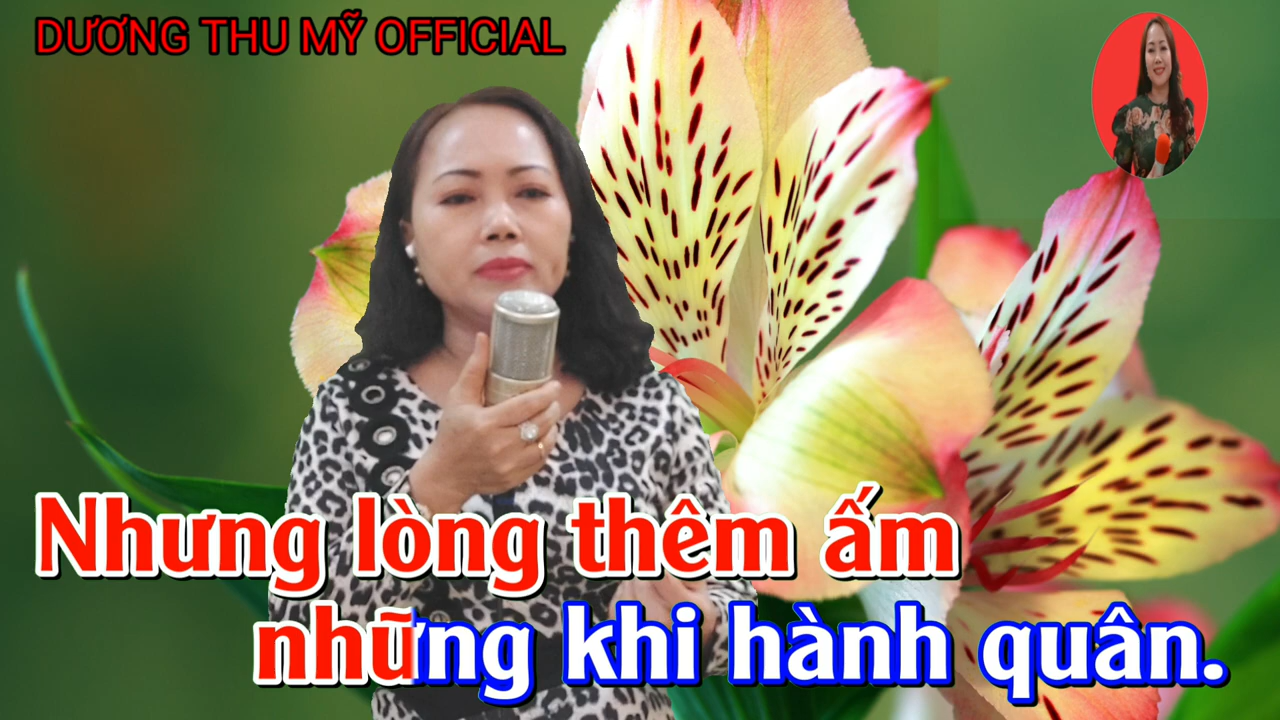 DƯƠNG THU MỸ OFFICIAL
Nhưng lòng thêm ấm
những khi hành quân.